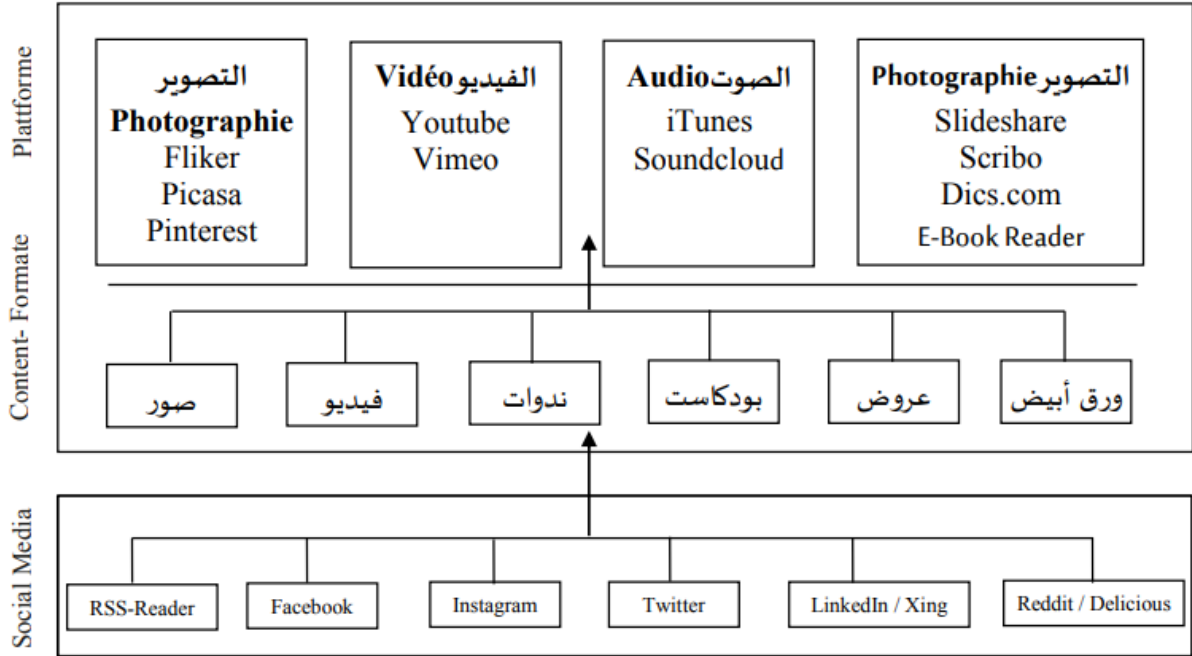 Plattforme
التصوير
Photographie
Fliker
Picasa
Pinterest
Vidéo الفيديو
Youtube
Vimeo
Audio الصوت
iTunes
Soundcloud
Photographie التصوير
Slideshare
Scribo
Dics.com
E-Book Reader
Content- Formate
صور
فيديو
ندوات
بودكاست
عروض
ورق أبيض
Social Media
RSS-Reader
Facebook
Instagram
Twitter
LinkedIn / Xing
Reddit / Delicious